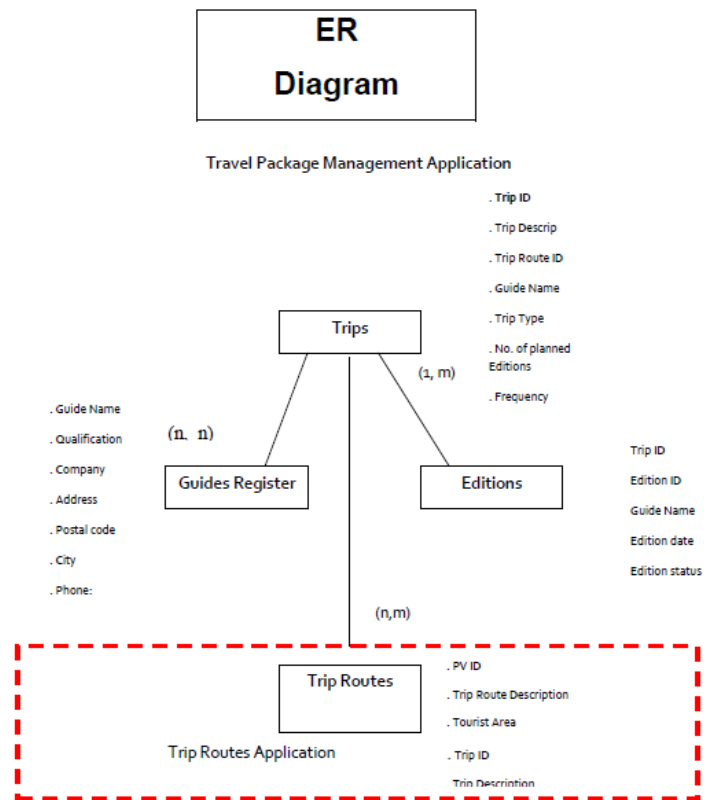 ER
Diagram
Travel Package Management Application
. Trip ID
. Trip Descrip
. Trip Route ID
. Guide Name
. Trip Type
. No. of planned
Editions
. Frequency
Trips
(1, m)
. Guide Name
. Qualification
. Company
. Address
. Postal code
. City
. Phone:
(n, n)
Guides Register
Editions
Trip ID
Edition ID
Guide Name
Edition date
Edition status
(n,m)
Trip Routes
. PV ID
. Trip Route Description
. Tourist Area
. Trip ID
. Trip Description
Trip Routes Application